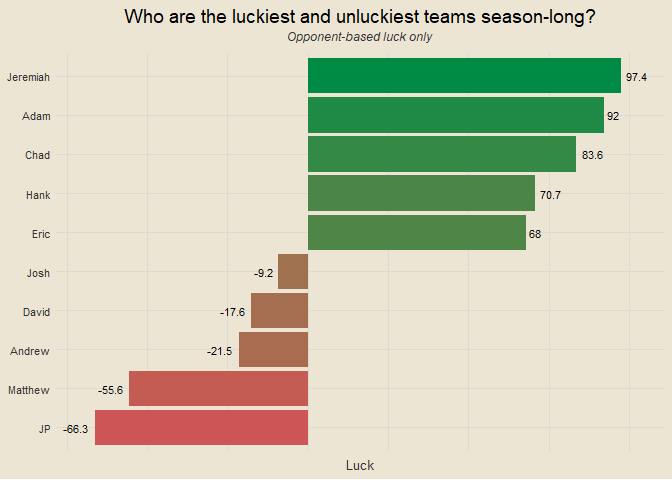 Who are the luckiest and unluckiest teams season-long?
Opponent-based luck only
Jeremiah 97.4
Adam 92
Chad 83.6
Hank 70.7
Eric 68
Josh -9.2
David -17.6
Andrew -21.5
Matthew -55.6
JP -66.3
Luck